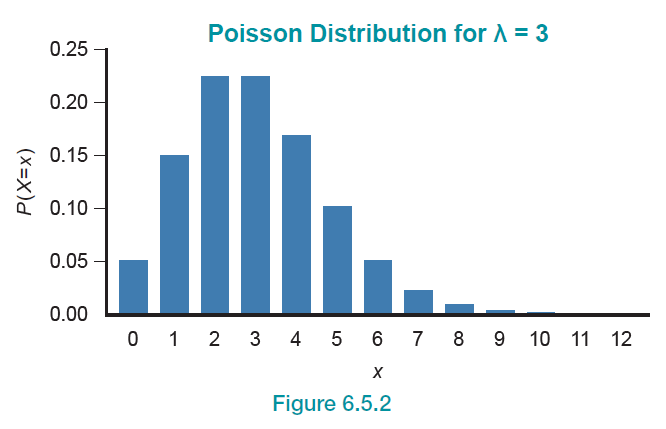 Poisson Distribution for λ = 3
0.25
0.20
0.15
0.10
0.05
0.00
P(X=x)
0 1 2 3 4 5 6 7 8 9 10 11 12
x
Figure 6.5.2